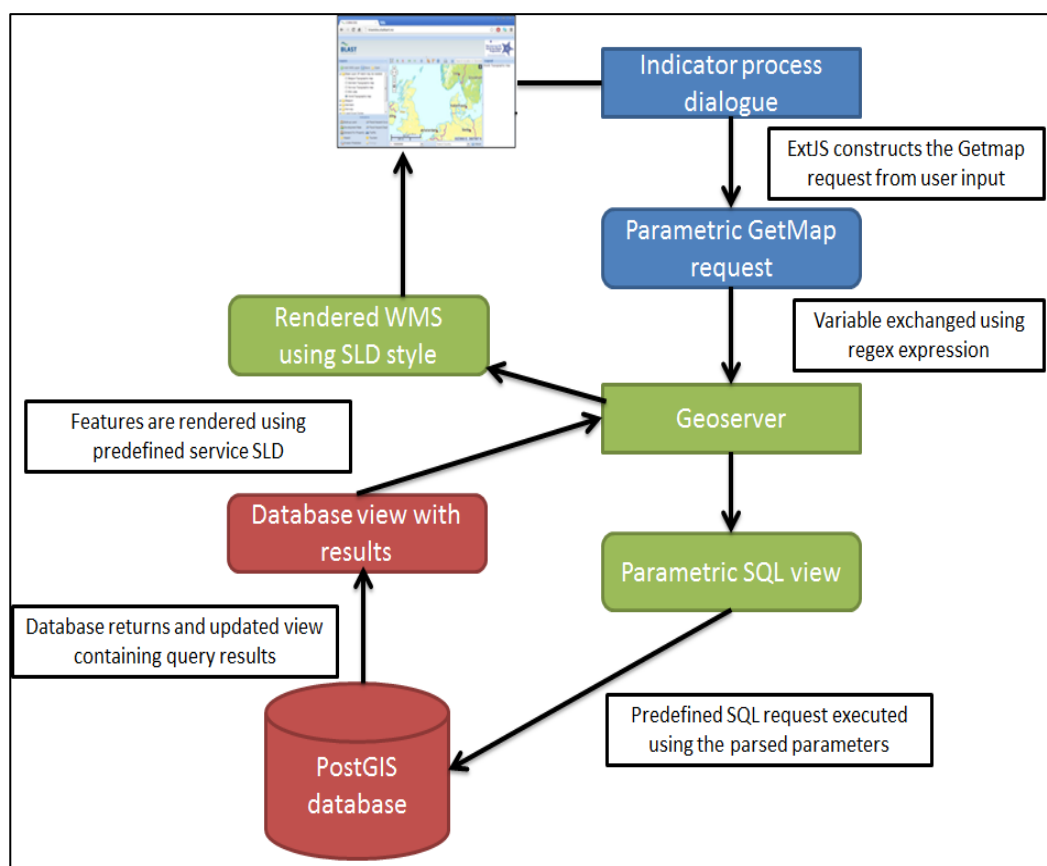 BLAST
Indicator process
dialogue
ExtJS constructs the Getmap
request from user input
Parametric GetMap
request
Variable exchanged using
regex expression
Rendered WMS
using SLD style
Geoserver
Features are rendered using
predefined service SLD
Database view with
results
Parametric SQL view
Database returns and updated view
containing query results
Predefined SQL request executed
using the parsed parameters
PostGIS
database